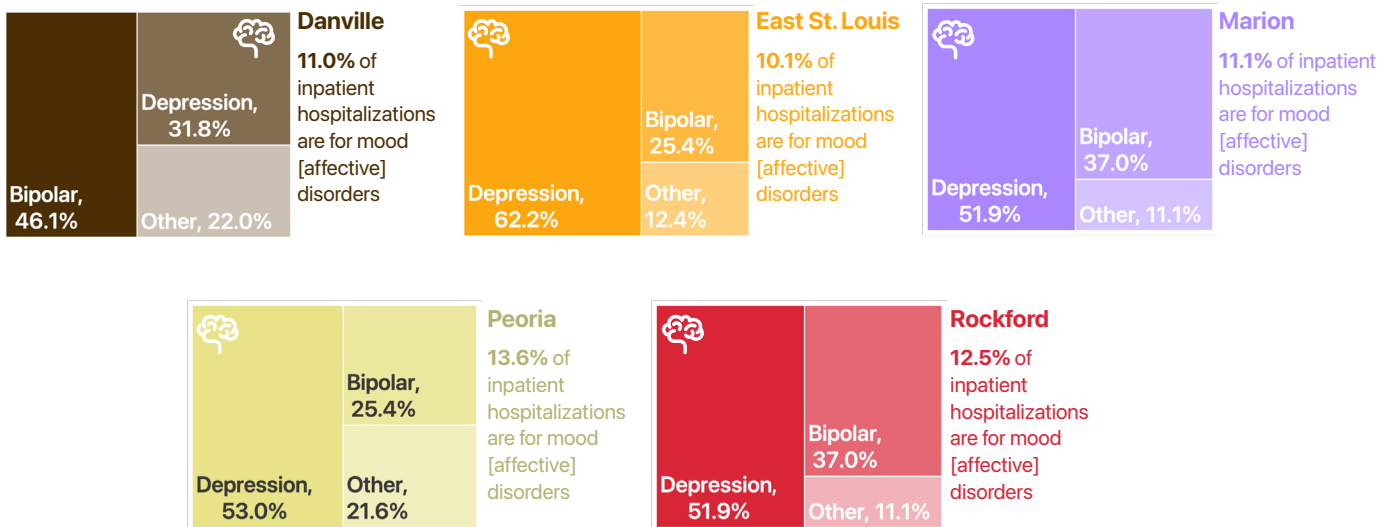 Danville
11.0% of
inpatient
hospitalizations
are for mood
[affective]
disorders
Depression,
31.8%
Bipolar,
46.1%
Other, 22.0%
East St. Louis
10.1% of
inpatient
hospitalizations
are for mood
[affective]
disorders
Bipolar,
25.4%
Depression,
62.2%
Other,
12.4%
Marion
11.1% of inpatient
hospitalizations
are for mood
[affective]
disorders
Bipolar,
37.0%
Depression,
51.9%
Other, 11.1%
Peoria
13.6% of
inpatient
hospitalizations
are for mood
[affective]
disorders
Bipolar,
25.4%
Depression,
53.0%
Other,
21.6%
Rockford
12.5% of
inpatient
hospitalizations
are for mood
[affective]
disorders
Bipolar,
37.0%
Depression,
51.9%
Other, 11.1%